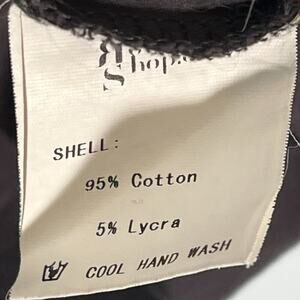 SHELL:
95% Cotton
5% Lycra
COOL HAND WASH